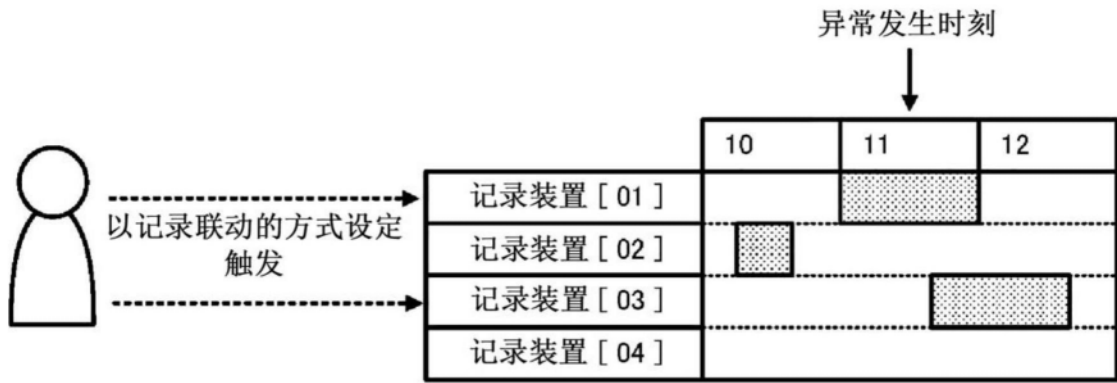 异常发生时刻
10 11 12
记录装置[01]
以记录联动的方式设定
触发
记录装置[02]
记录装置[03]
记录装置[04]